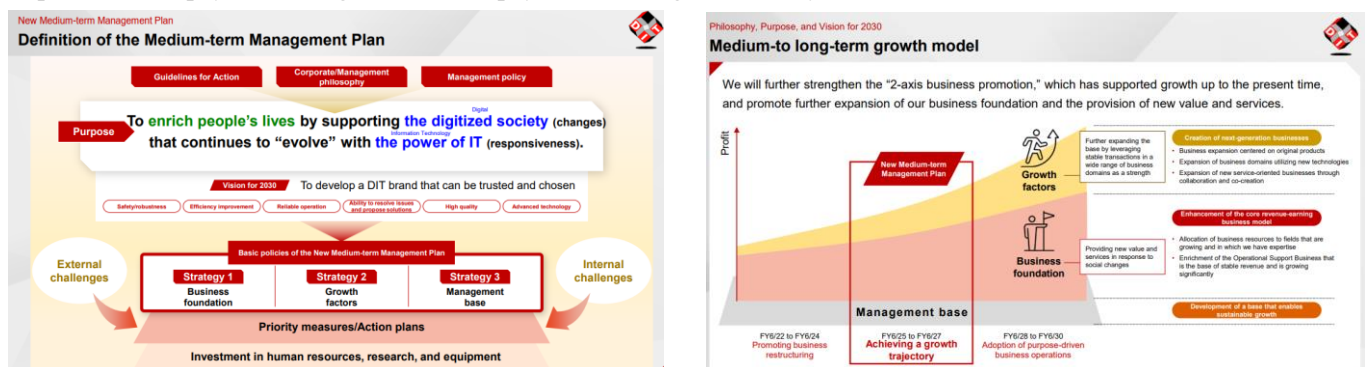 New Medium-term Management Plan
Definition of the Medium-term Management Plan
DIT
Guidelines for Action
Corporate/Management
philosophy
Management policy
Purpose
Digital
To enrich people's lives by supporting the digitized society (changes)
Information Technology
that continues to “evolve” with the power of IT (responsiveness).
Vision for 2030
To develop a DIT brand that can be trusted and chosen
Safety/robustness
Efficiency improvement
Reliable operation
Ability to resolve issues
and propose solutions
High quality
Advanced technology
External
challenges
Basic policies of the New Medium-term Management Plan
Internal
challenges
Strategy 1
Business
foundation
Strategy 2
Growth
factors
Strategy 3
Management
base
Priority measures/Action plans
Investment in human resources, research, and equipment
Philosophy, Purpose, and Vision for 2030
Medium-to long-term growth model
DIT
We will further strengthen the “2-axis business promotion,” which has supported growth up to the present time,
and promote further expansion of our business foundation and the provision of new value and services.
Profit
New Medium-term
Management Plan
Growth
factors
Further expanding the
base by leveraging
stable transactions in a
wide range of business
domains as a strength
Creation of next-generation businesses
• Business expansion centered on original products
• Expansion of business domains utilizing new technologies
• Expansion of new service-oriented businesses through
collaboration and co-creation
Business
foundation
Providing new value and
services in response to
social changes
Enhancement of the core revenue-earning
business model
• Allocation of business resources to fields that are
growing and in which we have expertise
• Enrichment of the Operational Support Business that
is the base of stable revenue and is growing
significantly
Management base
Development of a base that enables
sustainable growth
FY6/22 to FY6/24
Promoting business
restructuring
FY6/25 to FY6/27
Achieving a growth
trajectory
FY6/28 to FY6/30
Adoption of purpose-driven
business operations